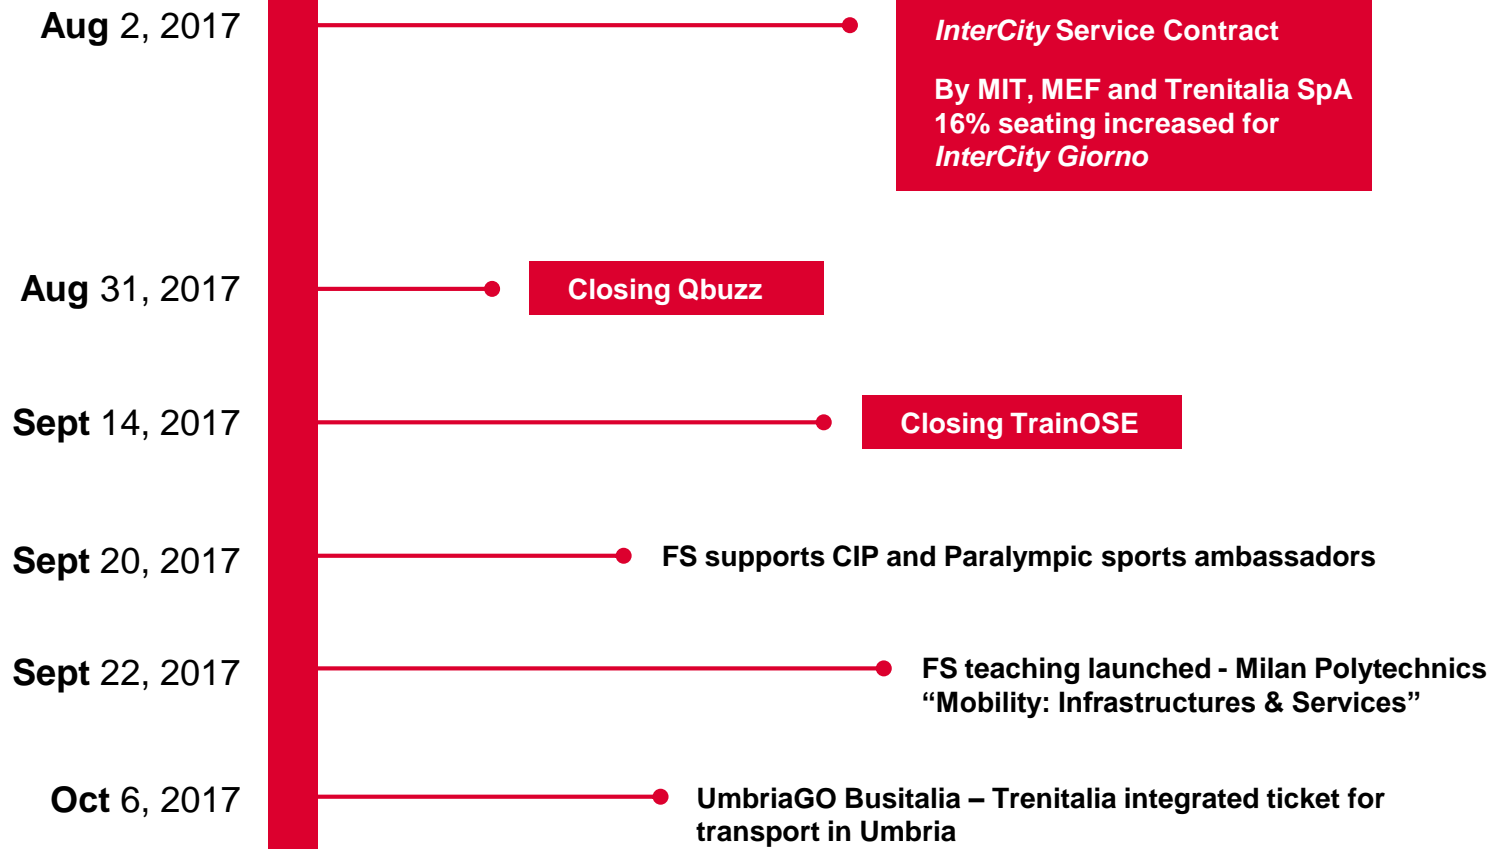 Aug 2, 2017
InterCity Service Contract
By MIT, MEF and Trenitalia SpA
16% seating increased for
InterCity Giorno
Aug 31, 2017
Closing Qbuzz
Sept 14, 2017
Closing TrainOSE
Sept 20, 2017
FS supports CIP and Paralympic sports ambassadors
Sept 22, 2017
FS teaching launched - Milan Polytechnics
“Mobility: Infrastructures & Services”
Oct 6, 2017
UmbriaGO Busitalia – Trenitalia integrated ticket for
transport in Umbria